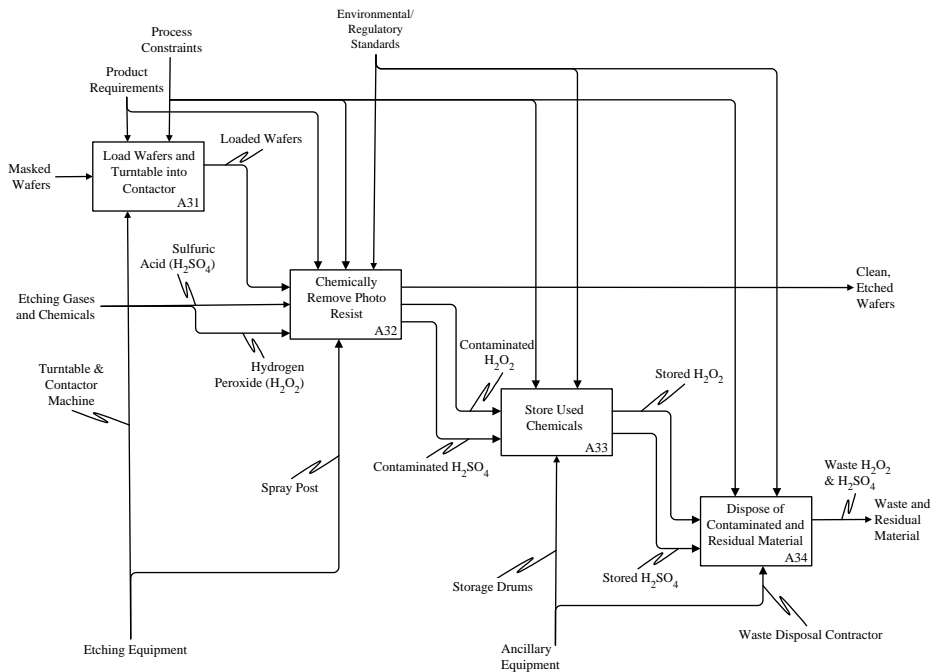 Process
Constraints
Environmental/
Regulatory
Standards
Product
Requirements
Loaded Wafers
Masked
Wafers
Load Wafers and
Turntable into
Contactor
A31
Sulfuric
Acid (H₂SO₄)
Etching Gases
and Chemicals
Chemically
Remove Photo
Resist
A32
Clean,
Etched
Wafers
Hydrogen
Peroxide (H₂O₂)
Contaminated
H₂O₂
Turntable &
Contactor
Machine
Stored H₂O₂
Store Used
Chemicals
A33
Contaminated H₂SO₄
Spray Post
Waste H₂O₂
& H₂SO₄
Waste and
Residual
Material
Dispose of
Contaminated and
Residual Material
A34
Storage Drums
Stored H₂SO₄
Waste Disposal Contractor
Etching Equipment
Ancillary
Equipment